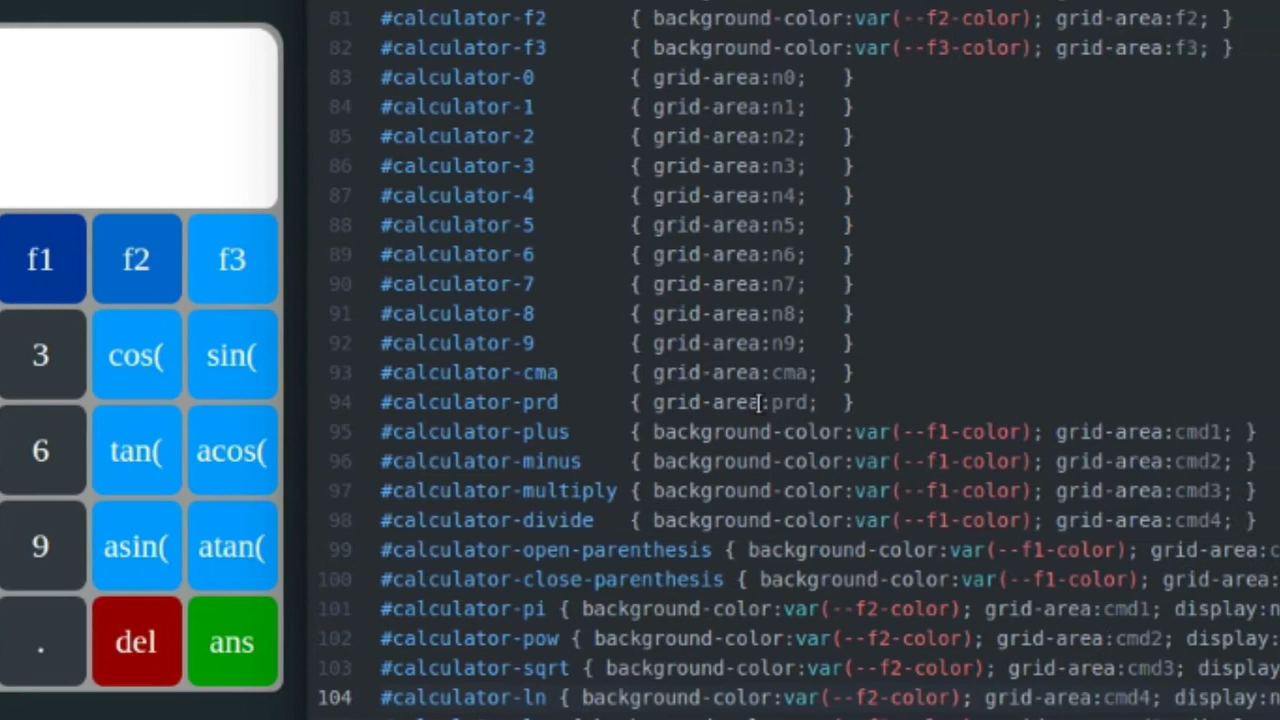 f1 f2 f3
3 cos( sin(
6 tan( acos(
9 asin( atan(
. del ans
81 #calculator-f2 { background-color:var(--f2-color); grid-area:f2; }
82 #calculator-f3 { background-color:var(--f3-color); grid-area:f3; }
83 #calculator-0 { grid-area:n0; }
84 #calculator-1 { grid-area:n1; }
85 #calculator-2 { grid-area:n2; }
86 #calculator-3 { grid-area:n3; }
87 #calculator-4 { grid-area:n4; }
88 #calculator-5 { grid-area:n5; }
89 #calculator-6 { grid-area:n6; }
90 #calculator-7 { grid-area:n7; }
91 #calculator-8 { grid-area:n8; }
92 #calculator-9 { grid-area:n9; }
93 #calculator-cma { grid-area:cma; }
94 #calculator-prd { grid-area:prd; }
95 #calculator-plus { background-color:var(--f1-color); grid-area:cmd1; }
96 #calculator-minus { background-color:var(--f1-color); grid-area:cmd2; }
97 #calculator-multiply { background-color:var(--f1-color); grid-area:cmd3; }
98 #calculator-divide { background-color:var(--f1-color); grid-area:cmd4; }
99 #calculator-open-parenthesis { background-color:var(--f1-color); grid-area:c
100 #calculator-close-parenthesis { background-color:var(--f1-color); grid-area:
101 #calculator-pi { background-color:var(--f2-color); grid-area:cmd1; display:n
102 #calculator-pow { background-color:var(--f2-color); grid-area:cmd2; display:
103 #calculator-sqrt { background-color:var(--f2-color); grid-area:cmd3; display
104 #calculator-ln { background-color:var(--f2-color); grid-area:cmd4; display:n